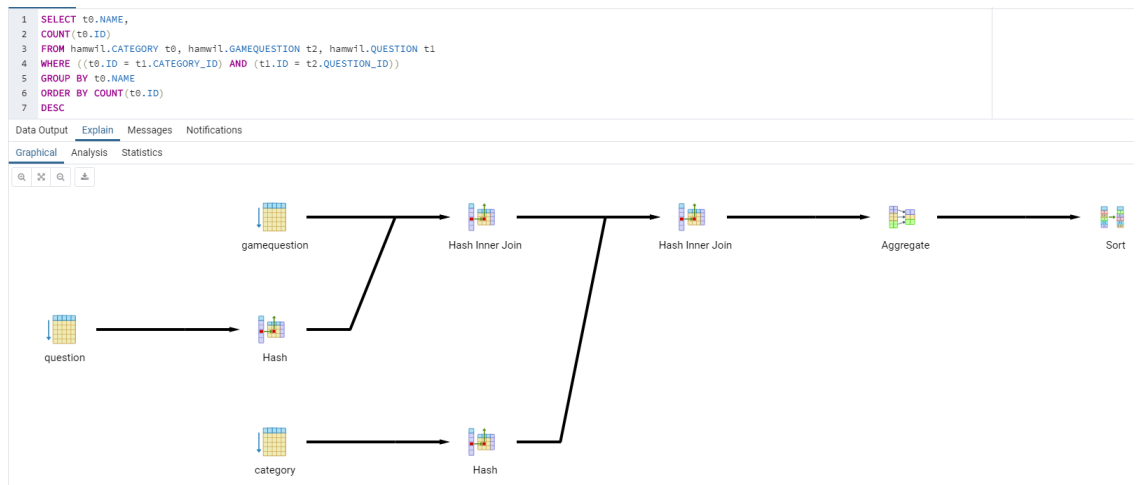 1 SELECT t0.NAME,
2 COUNT(t0.ID)
3 FROM hamwil.CATEGORY t0, hamwil.GAMEQUESTION t2, hamwil.QUESTION t1
4 WHERE ((t0.ID = t1.CATEGORY_ID) AND (t1.ID = t2.QUESTION_ID))
5 GROUP BY t0.NAME
6 ORDER BY COUNT(t0.ID)
7 DESC
Data Output Explain Messages Notifications
Graphical Analysis Statistics
gamequestion Hash Inner Join Hash Inner Join Aggregate Sort
question Hash
category Hash